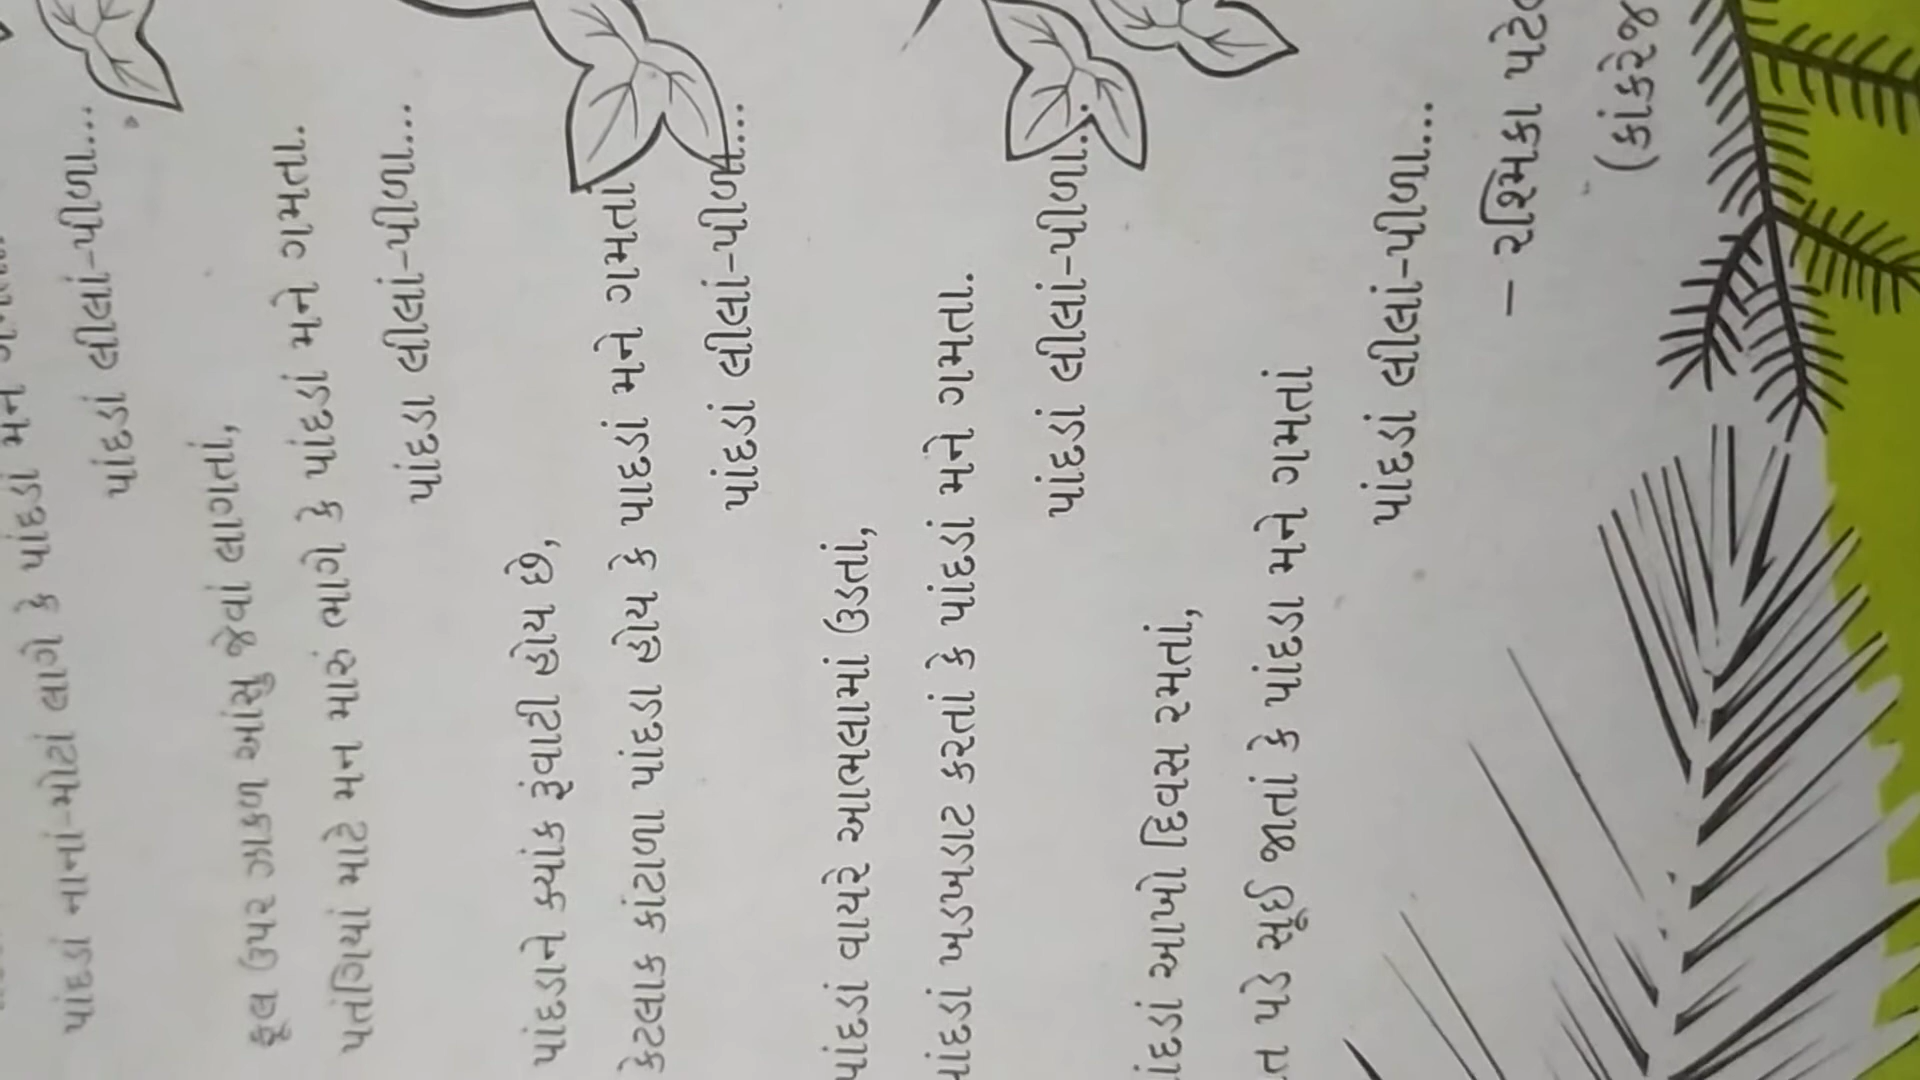 પાંદડાં નાનાં-મોટાં લાગે કે પાંદડાં મને
પાંદડાં લીલાં-પીળા....
ફૂલ ઉપર ઝાકળ આંસુ જેવાં લાગતાં,
પતંગિયાં માટે મન મારું ભાગે કે પાંદડાં મને ગમતા.
પાંદડા લીલાં-પીળા...
પાંદડાને ક્યાંક રૂંવાટી હોય છે,
કેટલાક કાંટાળા પાંદડા હોય કે પાદડાં મને ગમતાં
પાંદડાં લીલાં-પીળા...
પાંદડાં વાયરે આભલામાં ઉડતાં,
પાંદડાં ખડખડાટ કરતાં કે પાંદડાં મને ગમતા.
પાંદડાં લીલાં-પીળા...
ાંદડાં આખો દિવસ રમતાં,
ત પડે સૂઈ જાતાં કે પાંદડા મને ગમતાં
પાંદડાં લીલાં-પીળા...
- રશ્મિકા પટે
(કાંકરેજ